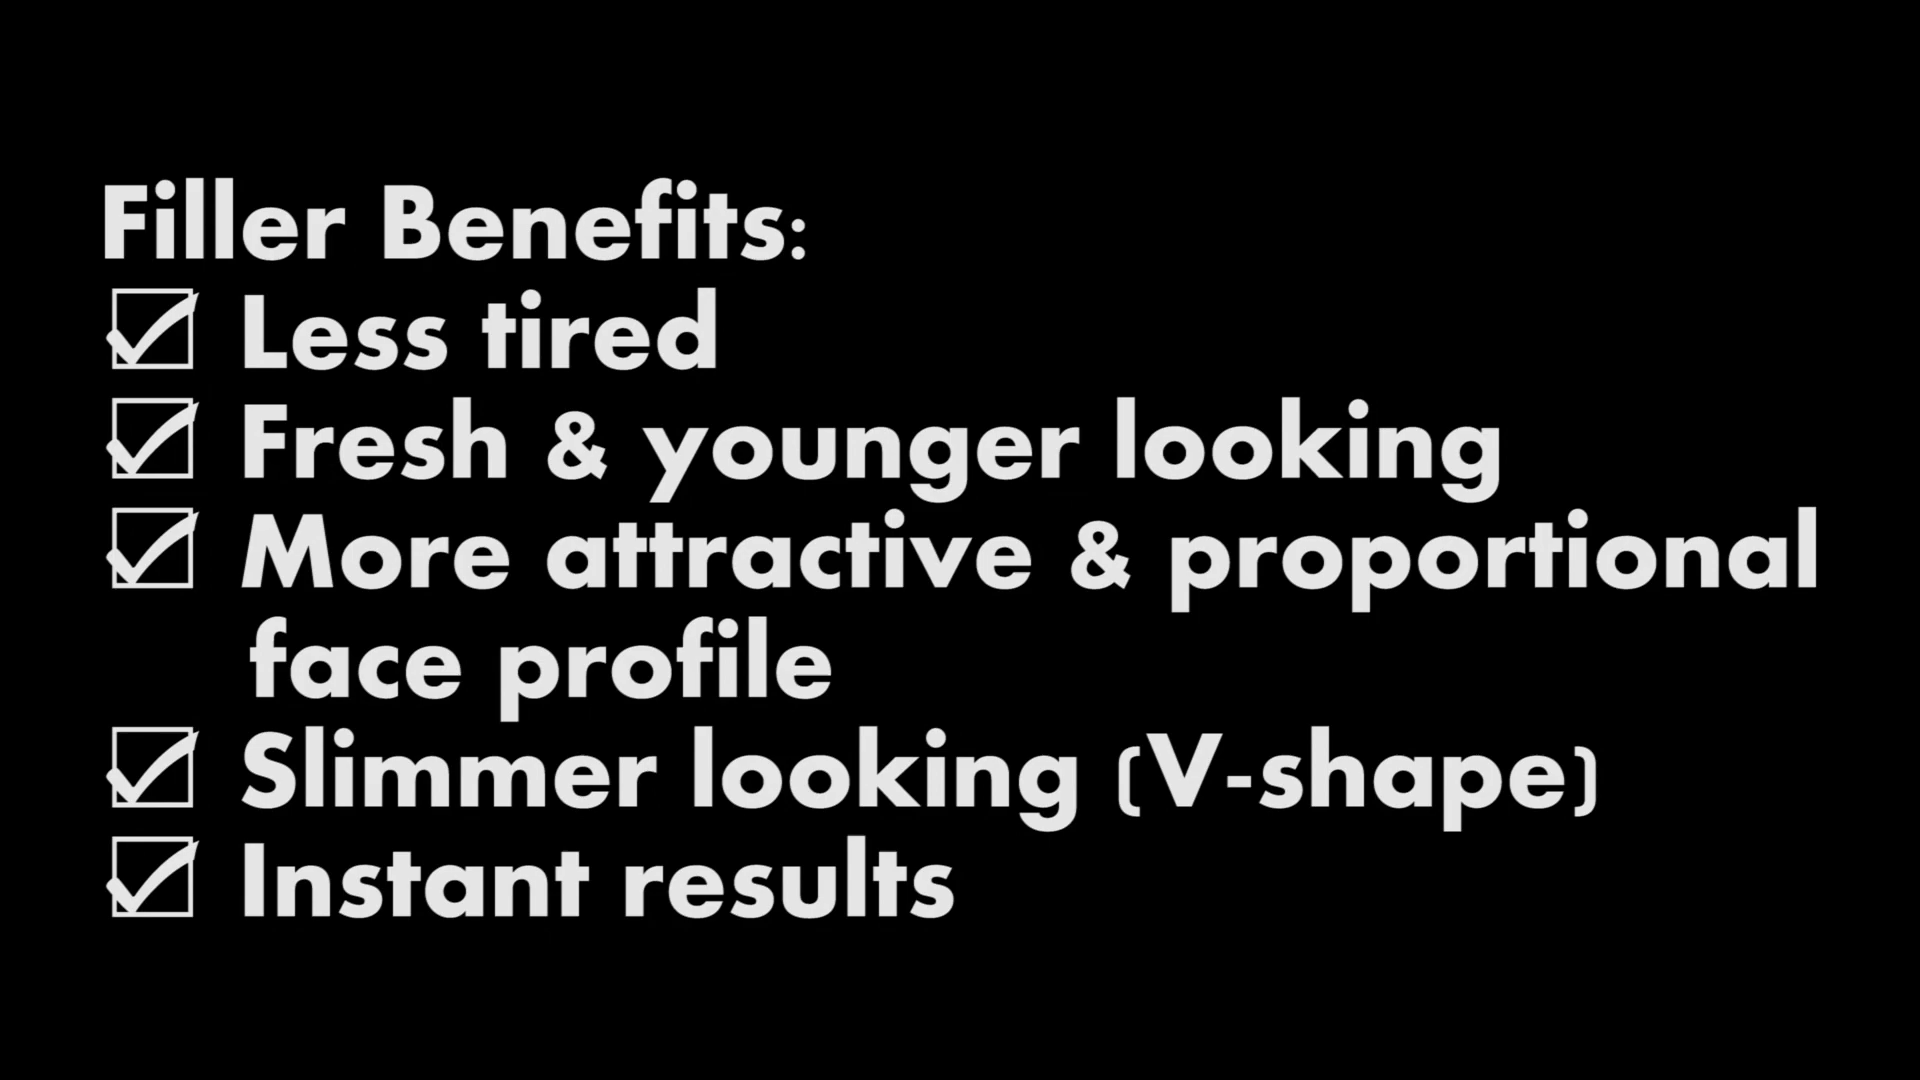 Filler Benefits:
☑ Less tired
☑ Fresh & younger looking
☑ More attractive & proportional
face profile
☑ Slimmer looking (V-shape)
☑ Instant results